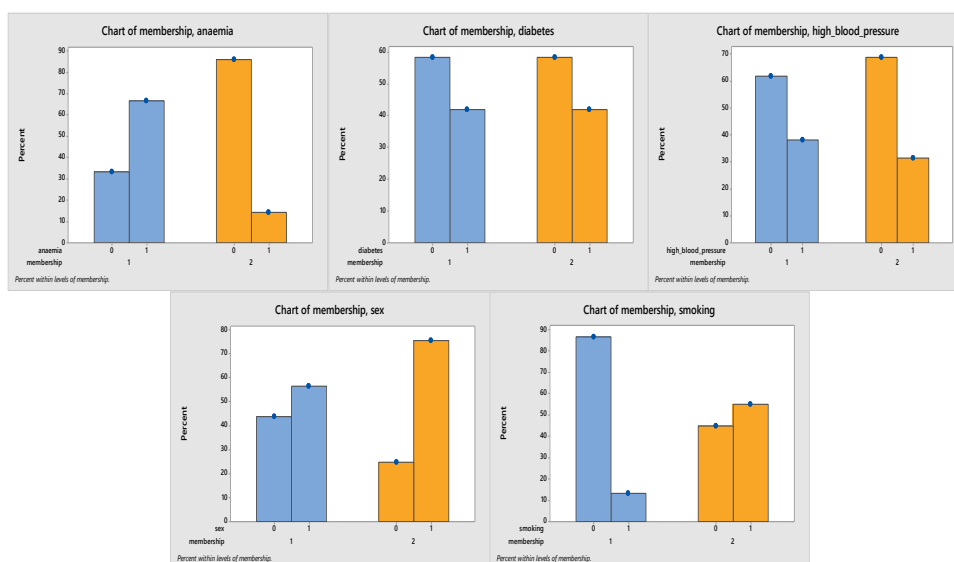 Chart of membership, anaemia
90
80
70
60
50
40
30
20
10
0
Percent
anaemia 0 1 0 1
membership 1 2
Percent within levels of membership.
Chart of membership, diabetes
60
50
40
30
20
10
0
Percent
diabetes 0 1 0 1
membership 1 2
Percent within levels of membership.
Chart of membership, high_blood_pressure
70
60
50
40
30
20
10
0
Percent
high_blood_pressure 0 1 0 1
membership 1 2
Percent within levels of membership.
Chart of membership, sex
80
70
60
50
40
30
20
10
0
Percent
sex 0 1 0 1
membership 1 2
Percent within levels of membership.
Chart of membership, smoking
90
80
70
60
50
40
30
20
10
0
Percent
smoking 0 1 0 1
membership 1 2
Percent within levels of membership.